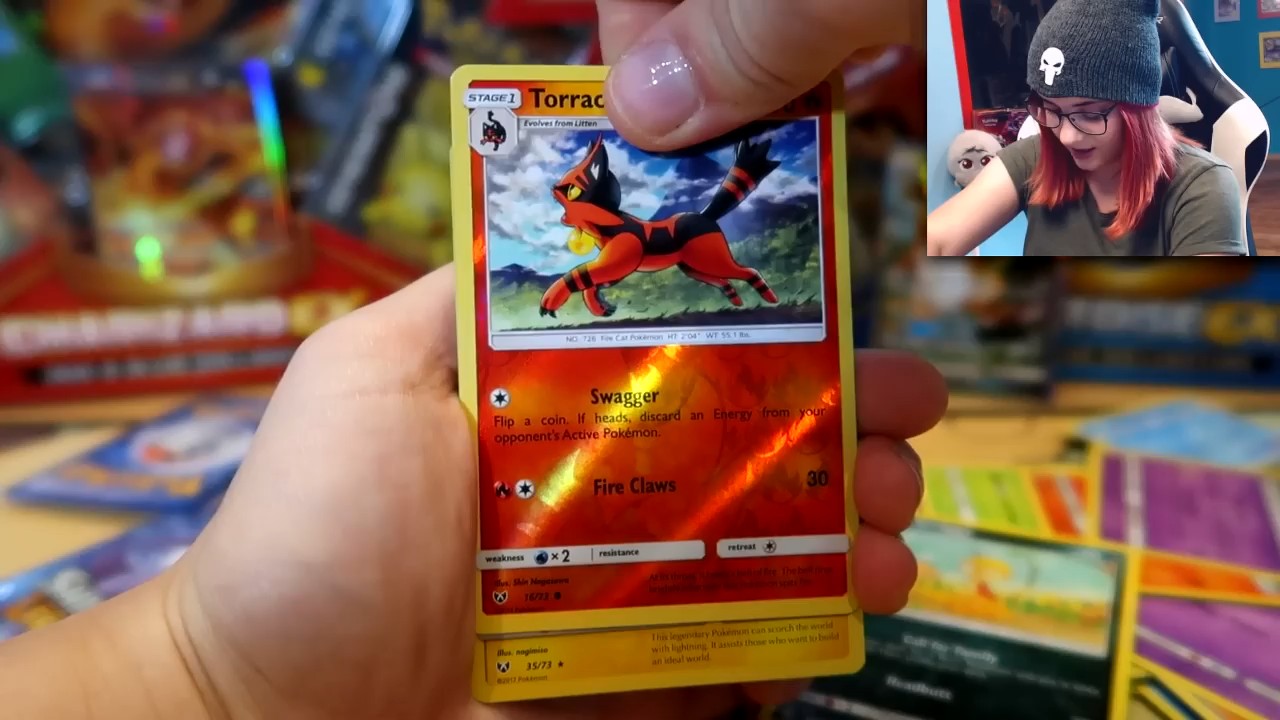 STAGE 1 Torrac
Evolves from Litten
NO. 726 Fire Cat Pokémon HT: 2'04" WT: 55.1 lbs.
Swagger
Flip a coin. If heads, discard an Energy from your
opponent's Active Pokémon.
Fire Claws 30
weakness ×2 resistance retreat
Illus. Shin Nagasawa
16/73
This legendary Pokémon can scorch the world
with lightning. It assists those who want to build
an ideal world.
Illus. nagimiso
35/73
©2017 Pokémon
Headbutt